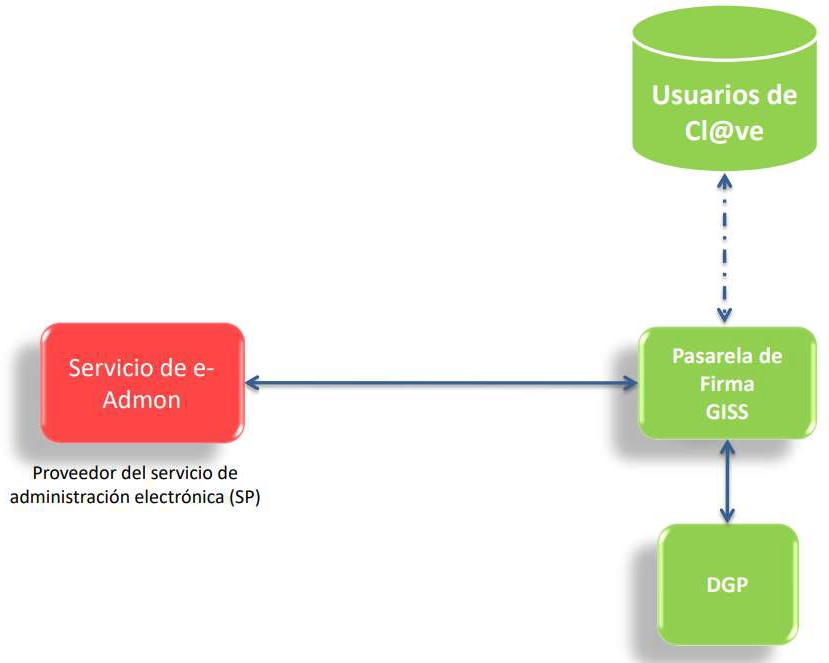 Usuarios de
Cl@ve
Servicio de e-
Admon
Pasarela de
Firma
GISS
Proveedor del servicio de
administración electrónica (SP)
DGP